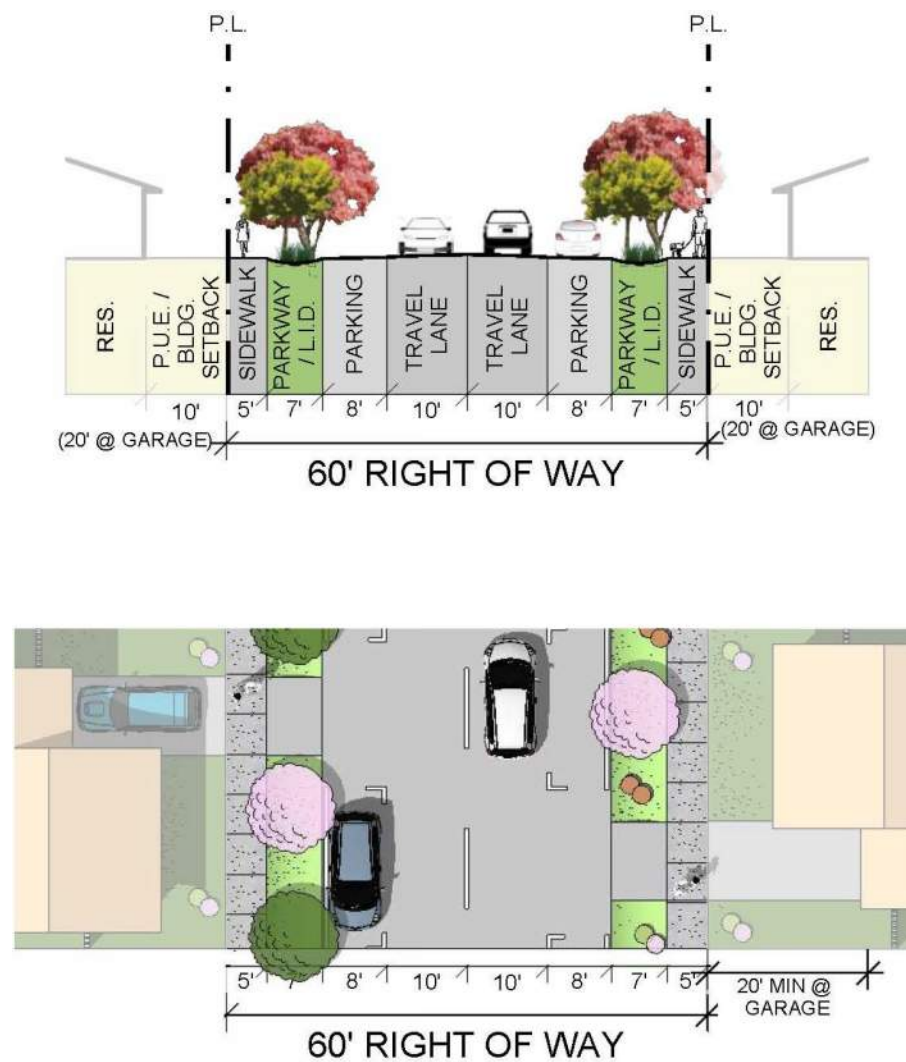 P.L.
P.L.
RES.
P.U.E. /
BLDG.
SETBACK
SIDEWALK
PARKWAY
/ L.I.D.
PARKING
TRAVEL
LANE
TRAVEL
LANE
PARKING
PARKWAY
/ L.I.D.
SIDEWALK
P.U.E. /
BLDG.
SETBACK
RES.
10'
(20' @ GARAGE)
5'
7'
8'
10'
10'
8'
7'
5'
10'
(20' @ GARAGE)
60' RIGHT OF WAY
5'
7'
8'
10'
10'
8'
7'
5'
20' MIN @
GARAGE
60' RIGHT OF WAY